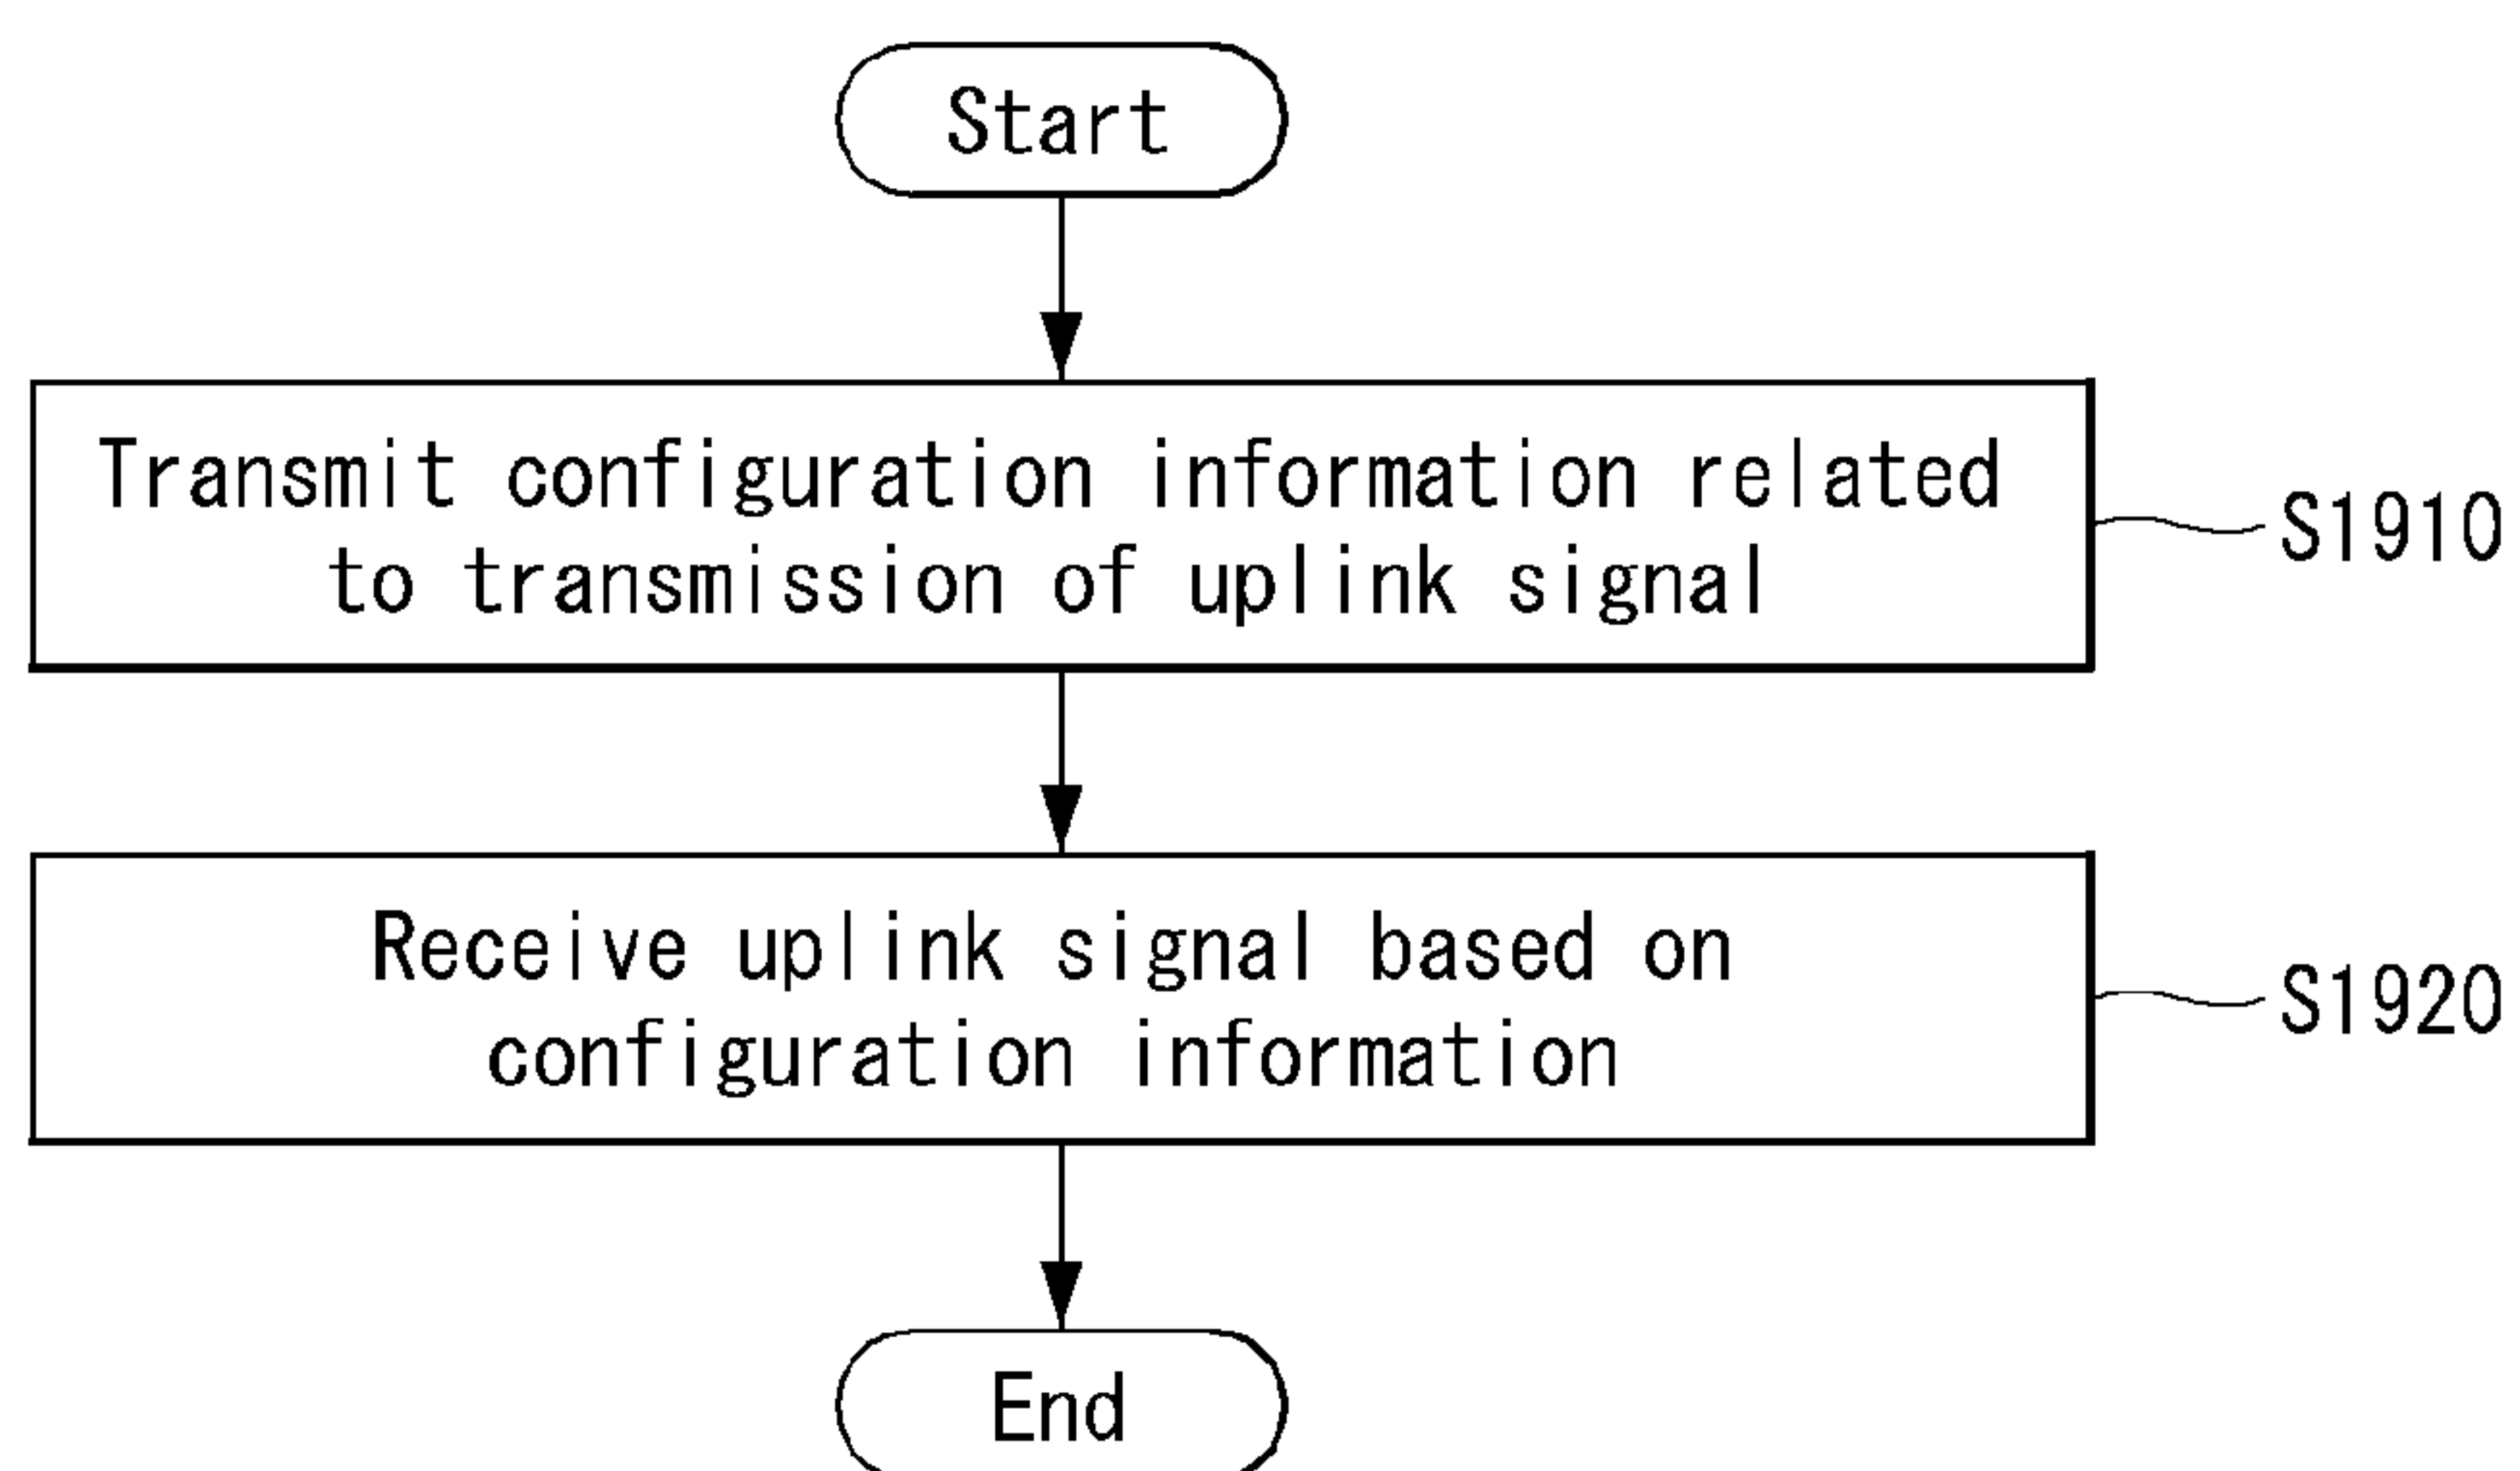 Start
Transmit configuration information related
to transmission of uplink signal
S1910
Receive uplink signal based on
configuration information
S1920
End